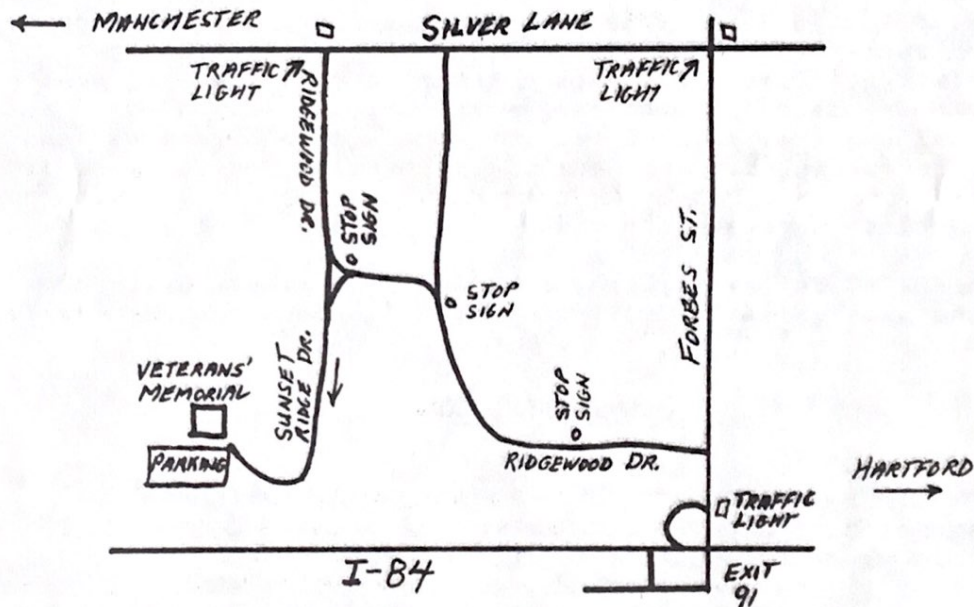 ← MANCHESTER
SILVER LANE
TRAFFIC
LIGHT
TRAFFIC
LIGHT
RIDGEWOOD DR.
STOP
SIGN
FORBES ST.
STOP
SIGN
SUNSET
RIDGE DR.
VETERANS'
MEMORIAL
STOP
SIGN
PARKING
RIDGEWOOD DR.
HARTFORD
→
TRAFFIC
LIGHT
I-84
EXIT
91